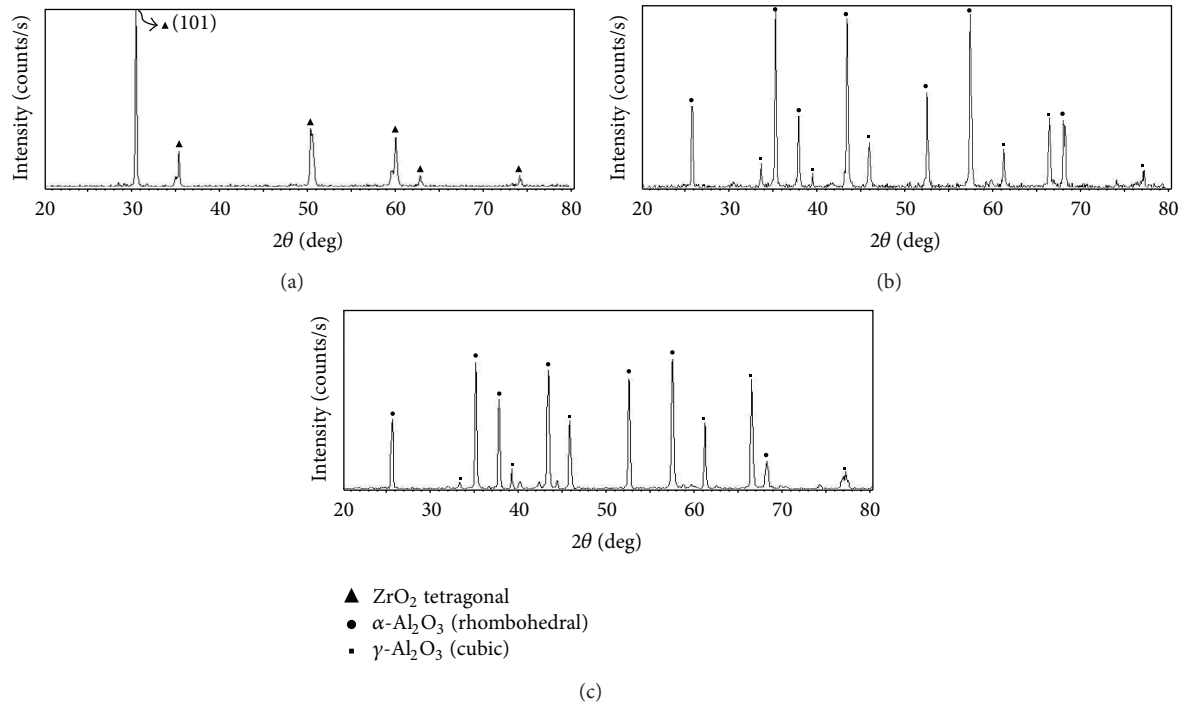 ▲ (101)
Intensity (counts/s)
20 30 40 50 60 70 80
2θ (deg)
(a)
Intensity (counts/s)
20 30 40 50 60 70 80
2θ (deg)
(b)
Intensity (counts/s)
20 30 40 50 60 70 80
2θ (deg)
▲ ZrO₂ tetragonal
• α-Al₂O₃ (rhombohedral)
▪ γ-Al₂O₃ (cubic)
(c)